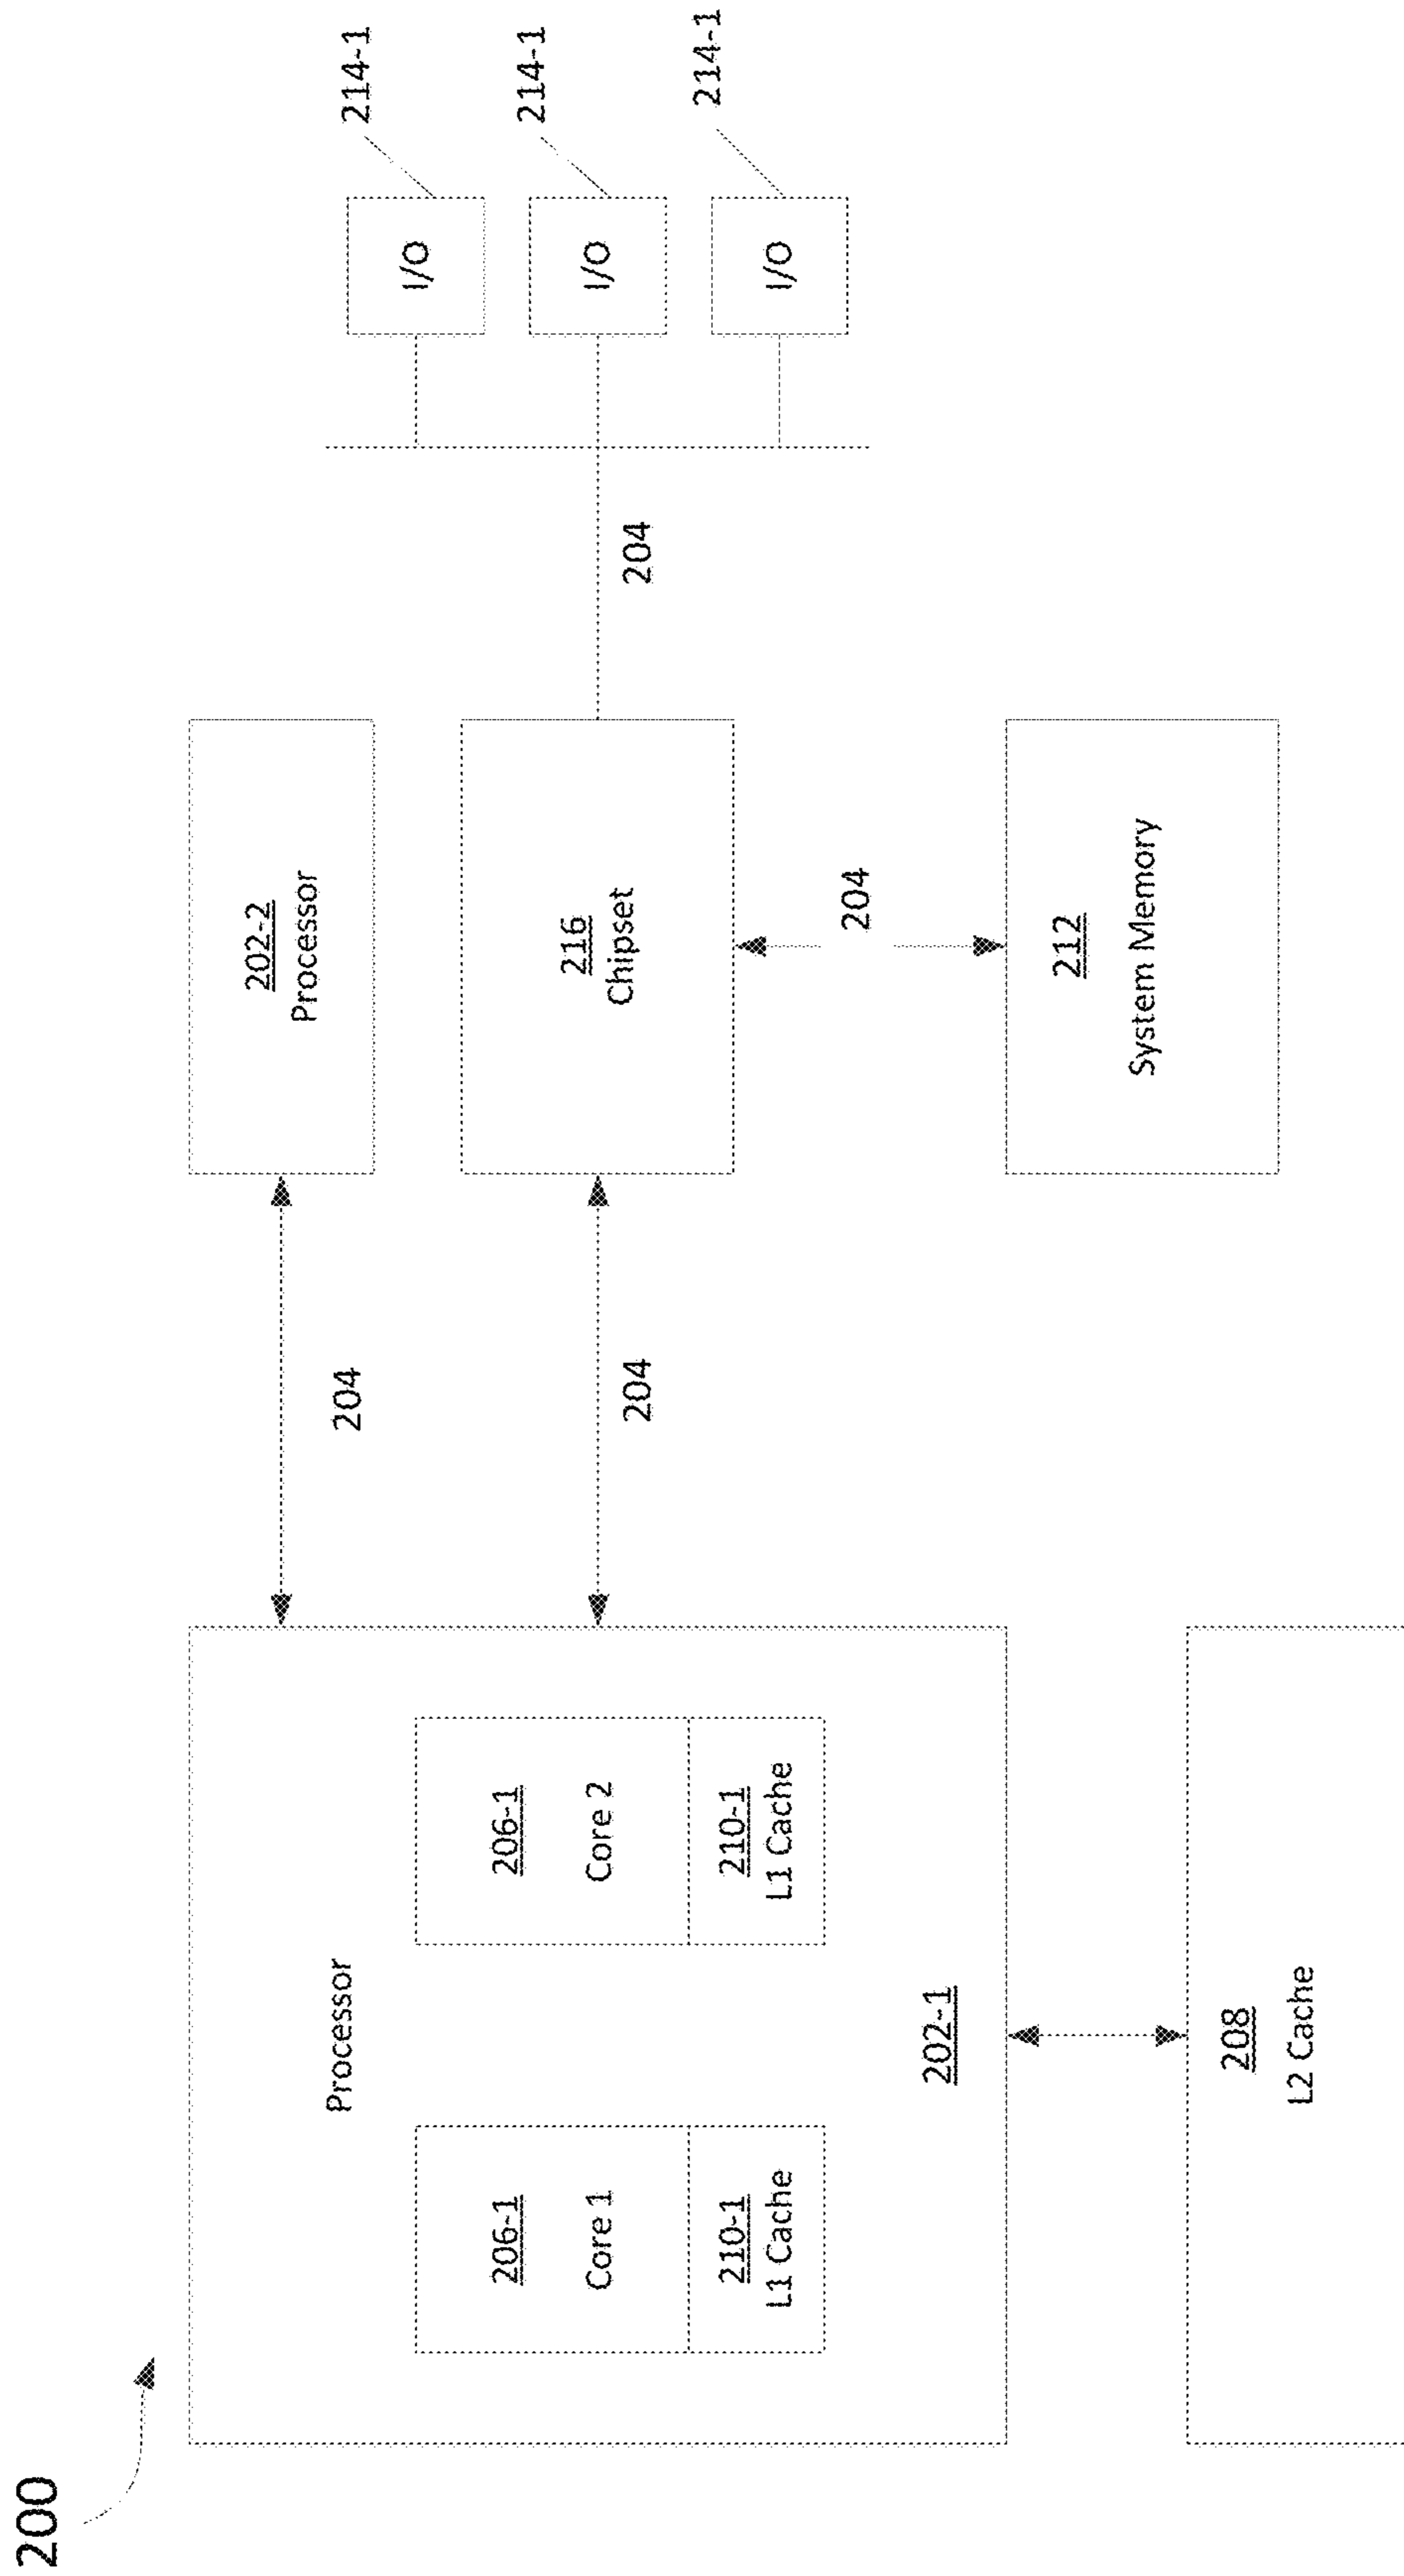 200
Processor
206-1
Core 1
210-1
L1 Cache
206-1
Core 2
210-1
L1 Cache
202-1
208
L2 Cache
204
204
202-2
Processor
216
Chipset
204
212
System Memory
204
I/O
214-1
I/O
214-1
I/O
214-1